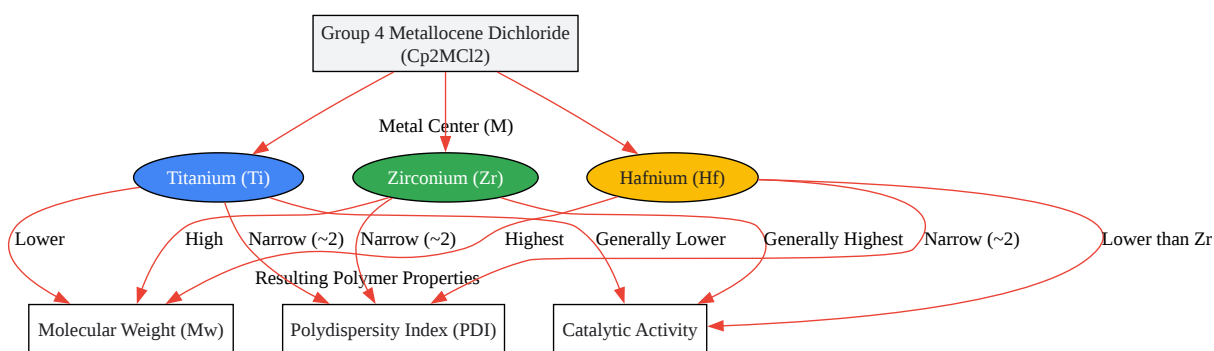 Group 4 Metallocene Dichloride
(Cp2MCl2)
Metal Center (M)
Titanium (Ti)
Zirconium (Zr)
Hafnium (Hf)
Lower
High
Narrow (~2)
Narrow (~2)
Highest
Generally Lower
Generally Highest
Narrow (~2)
Lower than Zr
Resulting Polymer Properties
Molecular Weight (Mw)
Polydispersity Index (PDI)
Catalytic Activity